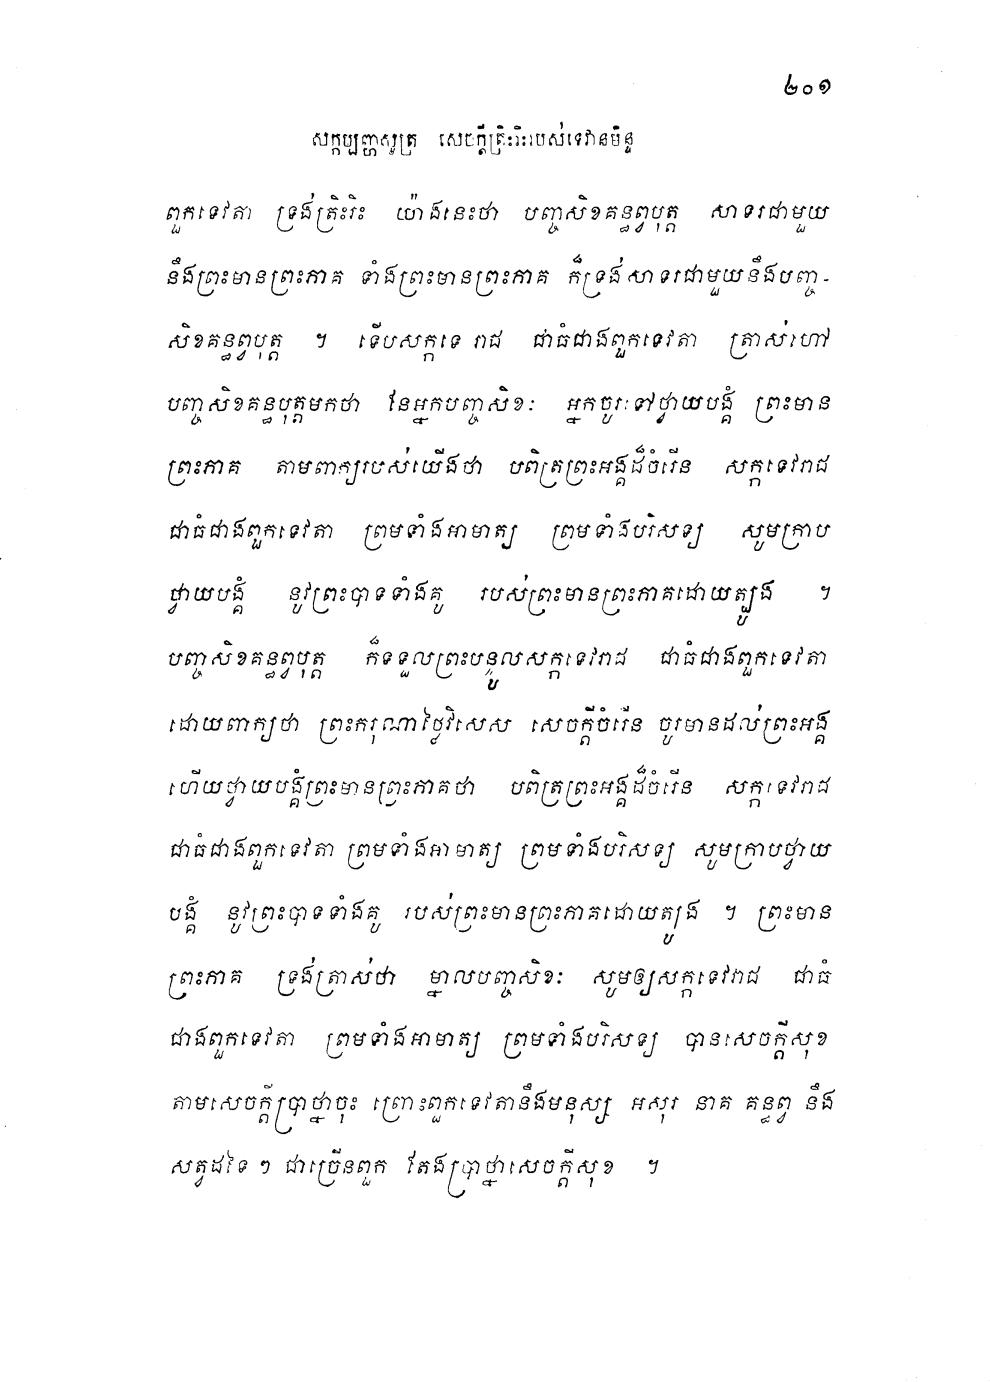 ២០១
សក្កប្បញ្ហសូត្រ សេចក្តីត្រិះរិះរបស់ទេវានមិន្ទ
ពួកទេវតា ទ្រង់ត្រិះរិះ យ៉ាងនេះថា បញ្ចសិខគន្ធព្វបុត្ត សាទរជាមួយ
នឹងព្រះមានព្រះភាគ ទាំងព្រះមានព្រះភាគ ក៏ទ្រង់សាទរជាមួយនឹងបញ្ច-
សិខគន្ធព្វបុត្ត ។ ទើបសក្កទេ រាជ ជាធំជាងពួកទេវតា ត្រាស់ហៅ
បញ្ចសិខគន្ធបុត្តមកថា នែអ្នកបញ្ចសិខៈ អ្នកចូរៈទៅថ្វាយបង្គំ ព្រះមាន
ព្រះភាគ តាមពាក្យរបស់យើងថា បពិត្រព្រះអង្គដ៏ចំរើន សក្កទេវរាជ
ជាធំជាងពួកទេវតា ព្រមទាំងអាមាត្យ ព្រមទាំងបរិសទ្យ សូមក្រាប
ថ្វាយបង្គំ នូវព្រះបាទទាំងគូ របស់ព្រះមានព្រះភាគដោយត្បូង ។
បញ្ចសិខគន្ធព្វបុត្ត ក៏ទទួលព្រះបន្ទូលសក្កទេវរាជ ជាធំជាងពួកទេវតា
ដោយពាក្យថា ព្រះករុណាថ្លៃវិសេស សេចក្តីចំរើន ចូរមានដល់ព្រះអង្គ
ហើយថ្វាយបង្គំព្រះមានព្រះភាគថា បពិត្រព្រះអង្គដ៏ចំរើន សក្កទេវរាជ
ជាធំជាងពួកទេវតា ព្រមទាំងអាមាត្យ ព្រមទាំងបរិសទ្យ សូមក្រាបថ្វាយ
បង្គំ នូវព្រះបាទទាំងគូ របស់ព្រះមានព្រះភាគដោយត្បូង ។ ព្រះមាន
ព្រះភាគ ទ្រង់ត្រាស់ថា ម្នាលបញ្ចសិខៈ សូមឲ្យសក្កទេវរាជ ជាធំ
ជាងពួកទេវតា ព្រមទាំងអាមាត្យ ព្រមទាំងបរិសទ្យ បានសេចក្តីសុខ
តាមសេចក្តីប្រាថ្នាចុះ ព្រោះពួកទេវតានឹងមនុស្ស អសុរ នាគ គន្ធព្វ នឹង
សត្វដទៃ ៗ ជាច្រើនពួក តែងប្រាថ្នាសេចក្តីសុខ ។